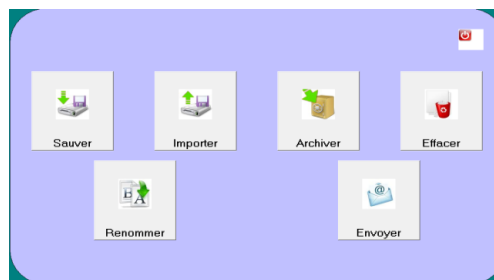 Sauver
Importer
Archiver
Effacer
B A
Renommer
@
Envoyer